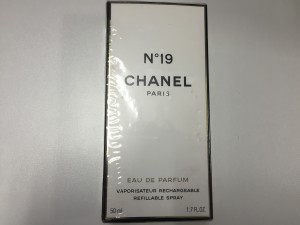 N°19
CHANEL
PARIS
EAU DE PARFUM
VAPORISATEUR RECHARGEABLE
REFILLABLE SPRAY
50 ml 1.7 FL.OZ.